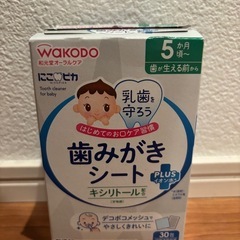 wakodo
和光堂オーラルケア
5
か月
頃~
歯が生える前から
にこピカ
Tooth cleaner
for baby
乳歯を
守ろう
はじめてのお口ケア習慣
歯みがき
シート
PLUS
キシリトール
デコボコメッシュで
やさしくきれいに
30包